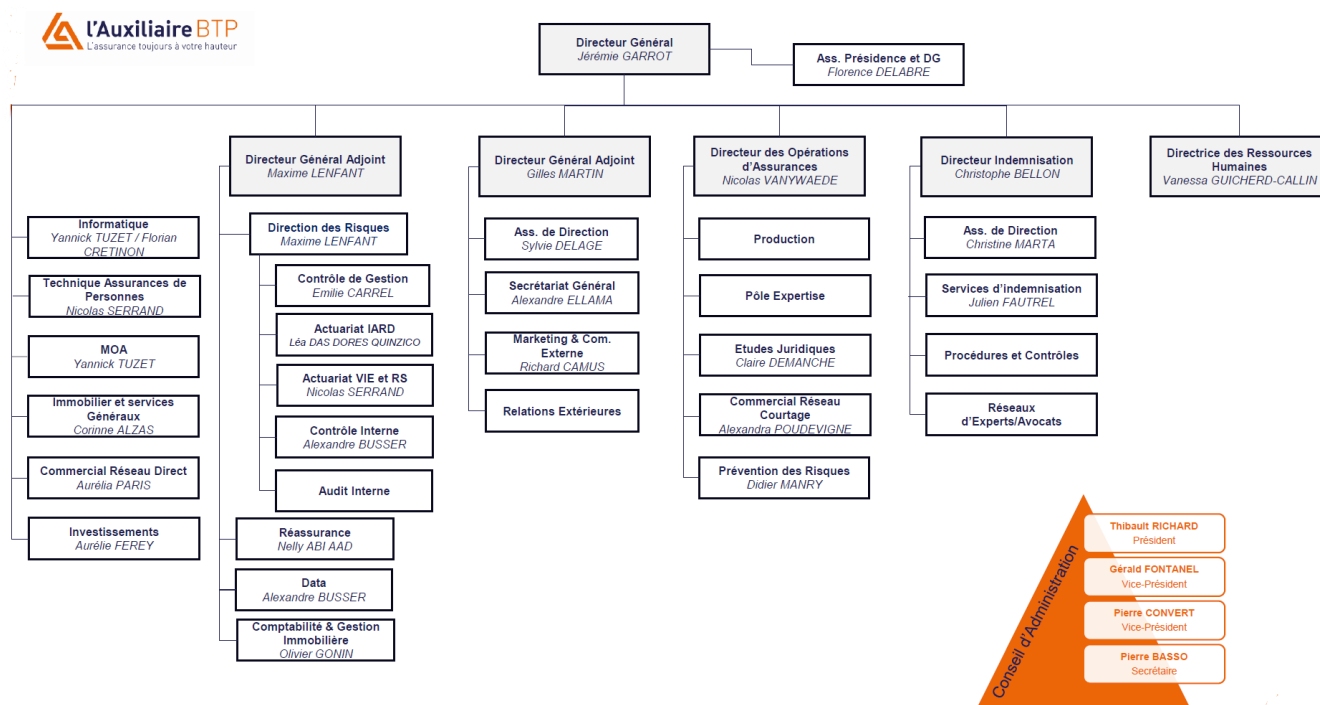 l'Auxiliaire BTP
L'assurance toujours à votre hauteur
Directeur Général
Jérémie GARROT
Ass. Présidence et DG
Florence DELABRE
Directeur Général Adjoint
Maxime LENFANT
Directeur Général Adjoint
Gilles MARTIN
Directeur des Opérations
d'Assurances
Nicolas VANYWAEDE
Directeur Indemnisation
Christophe BELLON
Directrice des Ressources
Humaines
Vanessa GUICHERD-CALLIN
Informatique
Yannick TUZET / Florian
CRETINON
Technique Assurances de
Personnes
Nicolas SERRAND
MOA
Yannick TUZET
Immobilier et services
Généraux
Corinne ALZAS
Commercial Réseau Direct
Aurélia PARIS
Investissements
Aurélie FEREY
Direction des Risques
Maxime LENFANT
Contrôle de Gestion
Emilie CARREL
Actuariat IARD
Léa DAS DORES QUINZICO
Actuariat VIE et RS
Nicolas SERRAND
Contrôle Interne
Alexandre BUSSER
Audit Interne
Réassurance
Nelly ABI AAD
Data
Alexandre BUSSER
Comptabilité & Gestion
Immobilière
Olivier GONIN
Ass. de Direction
Sylvie DELAGE
Secrétariat Général
Alexandre ELLAMA
Marketing & Com.
Externe
Richard CAMUS
Relations Extérieures
Production
Pôle Expertise
Etudes Juridiques
Claire DEMANCHE
Commercial Réseau
Courtage
Alexandra POUDEVIGNE
Prévention des Risques
Didier MANRY
Ass. de Direction
Christine MARTA
Services d'indemnisation
Julien FAUTREL
Procédures et Contrôles
Réseaux
d'Experts/Avocats
Conseil d'Administration
Thibault RICHARD
Président
Gérald FONTANEL
Vice-Président
Pierre CONVERT
Vice-Président
Pierre BASSO
Secrétaire